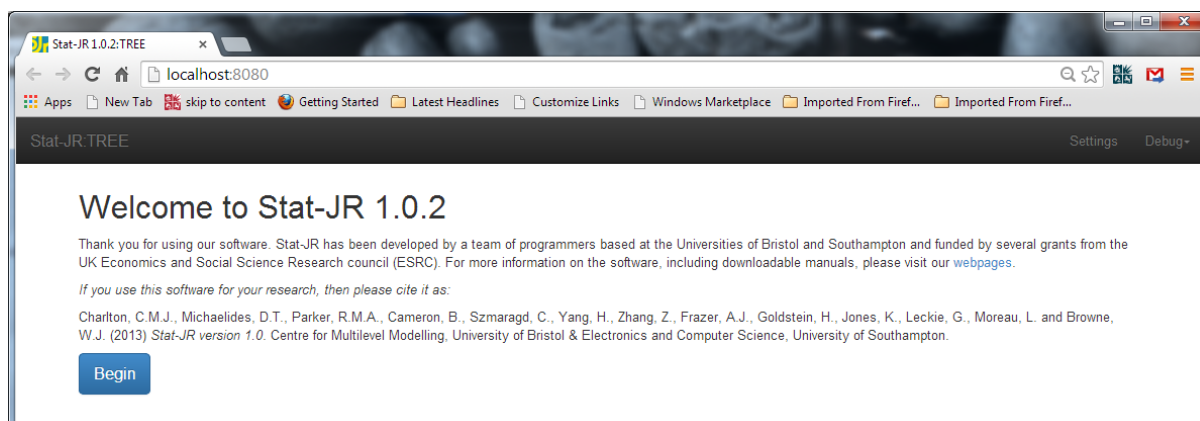 Stat-JR 1.0.2:TREE
localhost:8080
Apps New Tab skip to content Getting Started Latest Headlines Customize Links Windows Marketplace Imported From Firef... Imported From Firef...
Stat-JR:TREE Settings Debug
Welcome to Stat-JR 1.0.2
Thank you for using our software. Stat-JR has been developed by a team of programmers based at the Universities of Bristol and Southampton and funded by several grants from the
UK Economics and Social Science Research council (ESRC). For more information on the software, including downloadable manuals, please visit our webpages.
If you use this software for your research, then please cite it as:
Charlton, C.M.J., Michaelides, D.T., Parker, R.M.A., Cameron, B., Szmaragd, C., Yang, H., Zhang, Z., Frazer, A.J., Goldstein, H., Jones, K., Leckie, G., Moreau, L. and Browne,
W.J. (2013) Stat-JR version 1.0. Centre for Multilevel Modelling, University of Bristol & Electronics and Computer Science, University of Southampton.
Begin